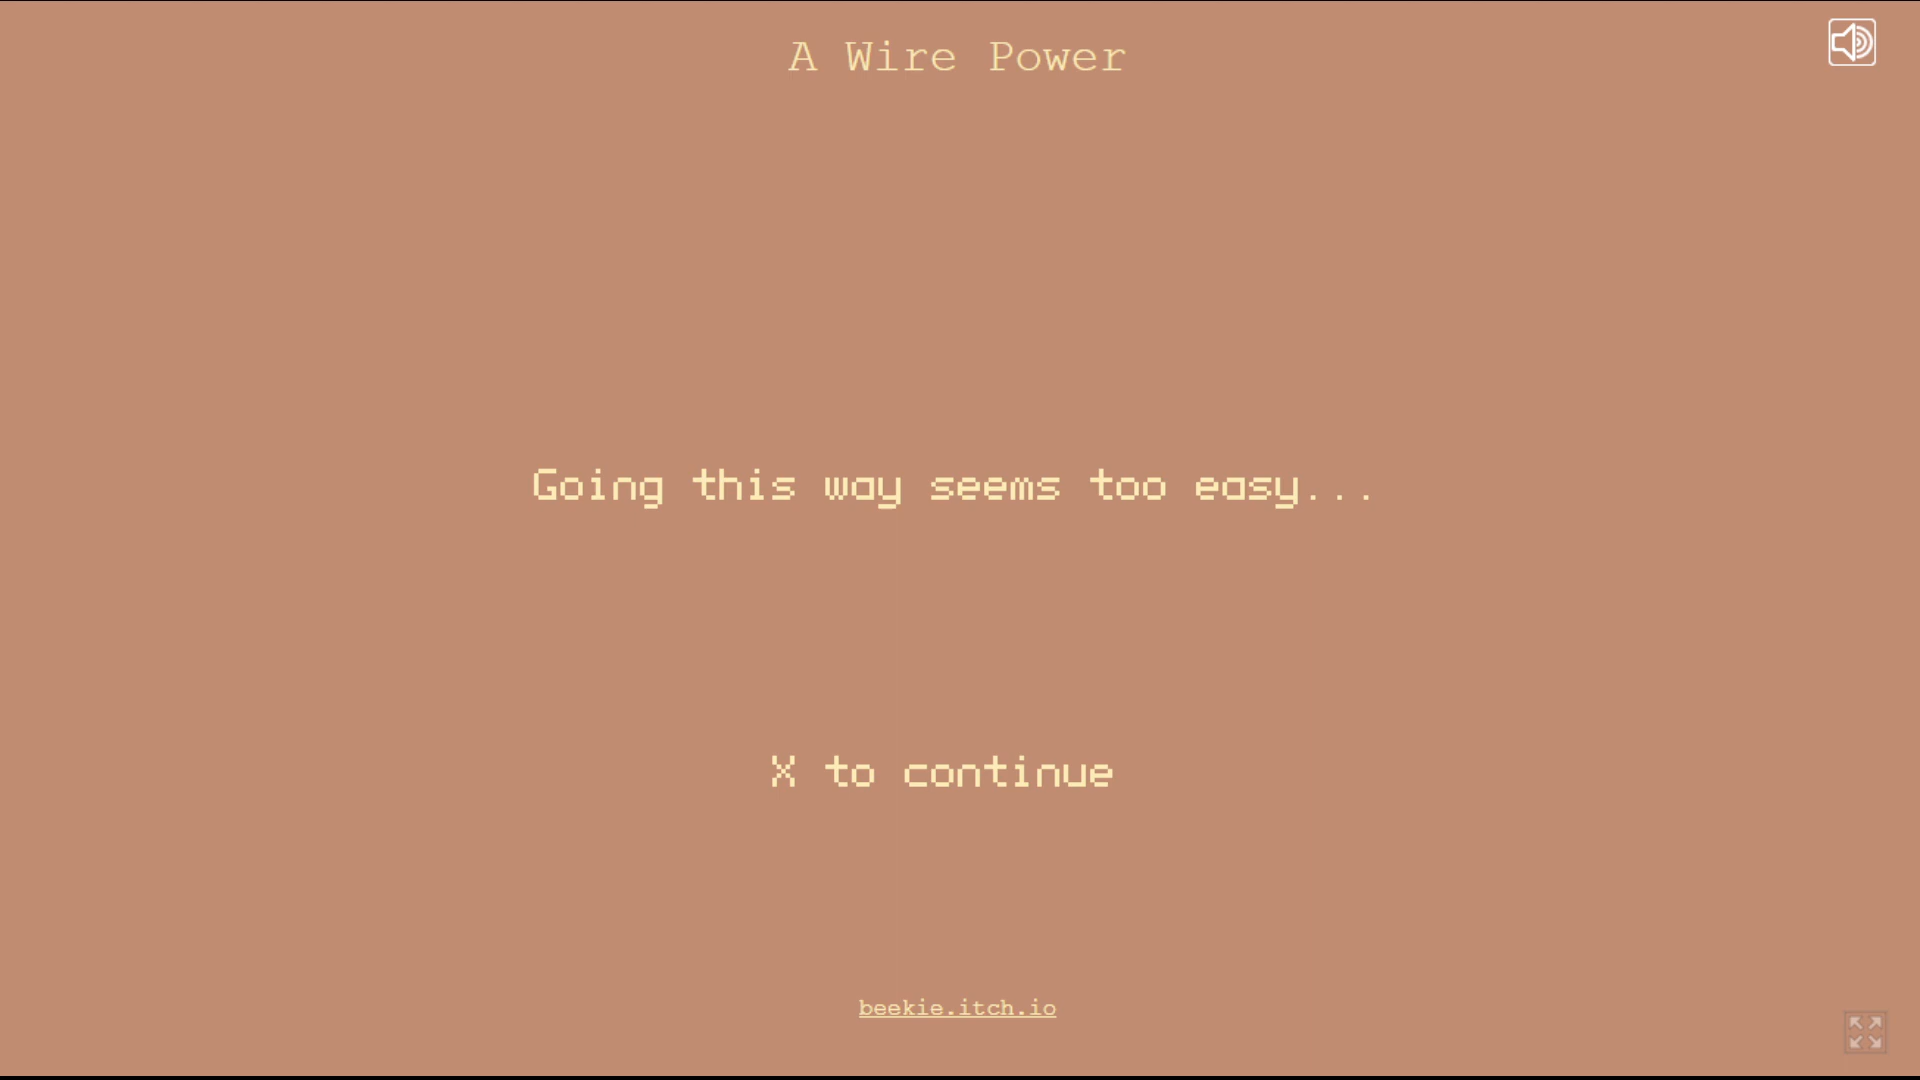 A Wire Power
Going this way seems too easy...
X to continue
beekie.itch.io